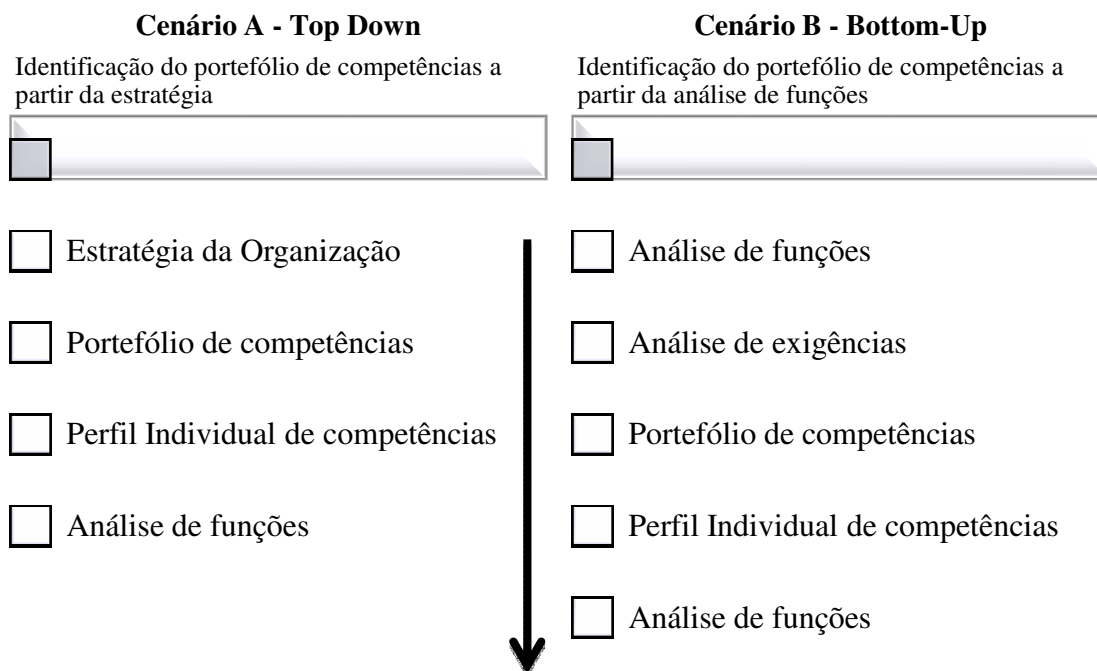 Cenário A - Top Down
Identificação do portefólio de competências a
partir da estratégia
Estratégia da Organização
Portefólio de competências
Perfil Individual de competências
Análise de funções
Cenário B - Bottom-Up
Identificação do portefólio de competências a
partir da análise de funções
Análise de funções
Análise de exigências
Portefólio de competências
Perfil Individual de competências
Análise de funções